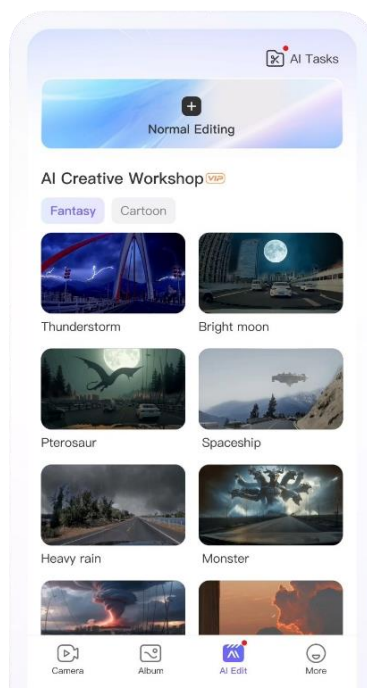 AI Tasks
Normal Editing
AI Creative Workshop VIP
Fantasy Cartoon
Thunderstorm Bright moon
Pterosaur Spaceship
Heavy rain Monster
Camera Album AI Edit More